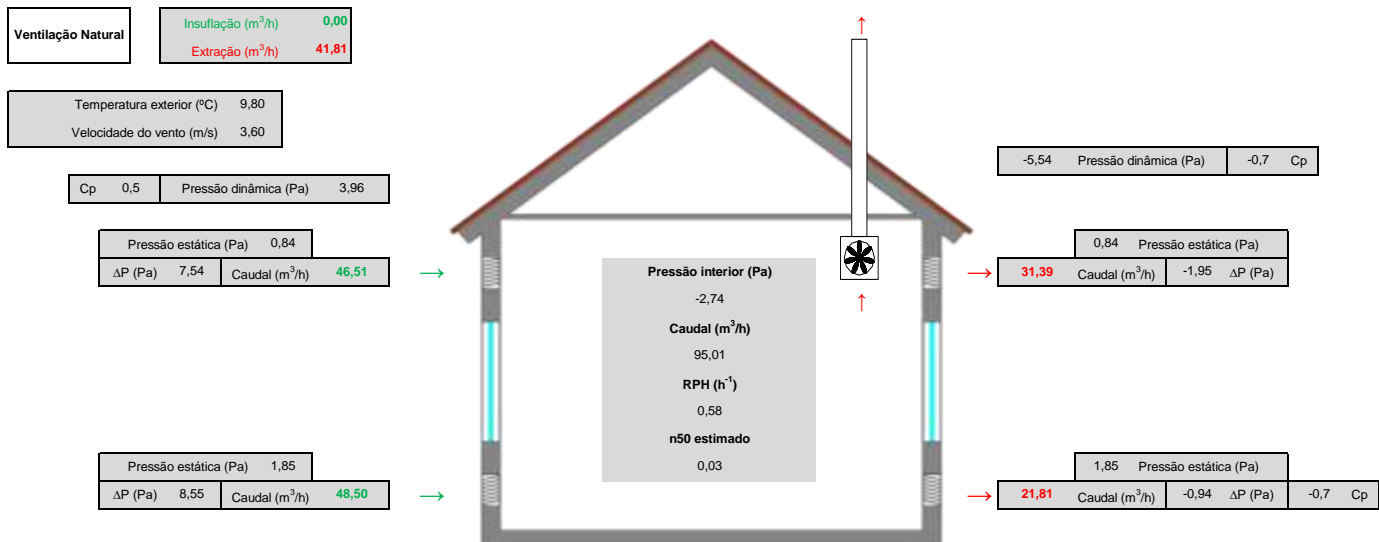 Ventilação Natural
Insuflação (m³/h) 0,00
Extração (m³/h) 41,81
Temperatura exterior (ºC) 9,80
Velocidade do vento (m/s) 3,60
Cp 0,5 Pressão dinâmica (Pa) 3,96
-5,54 Pressão dinâmica (Pa) -0,7 Cp
Pressão estática (Pa) 0,84
ΔP (Pa) 7,54 Caudal (m³/h) 46,51
→
↑
↑
Pressão interior (Pa)
-2,74
Caudal (m³/h)
95,01
RPH (h⁻¹)
0,58
n50 estimado
0,03
0,84 Pressão estática (Pa)
→ 31,39 Caudal (m³/h) -1,95 ΔP (Pa)
Pressão estática (Pa) 1,85
ΔP (Pa) 8,55 Caudal (m³/h) 48,50
→
1,85 Pressão estática (Pa)
→ 21,81 Caudal (m³/h) -0,94 ΔP (Pa) -0,7 Cp